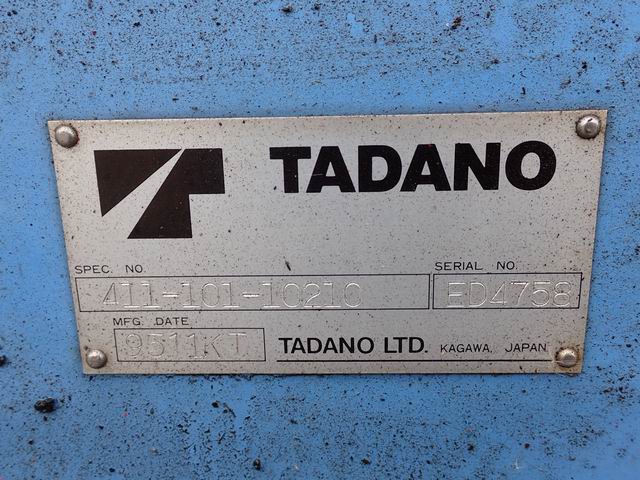 TADANO
SPEC. NO. SERIAL NO.
411-101-10210 ED4758
MFG. DATE
9511KT TADANO LTD. KAGAWA, JAPAN